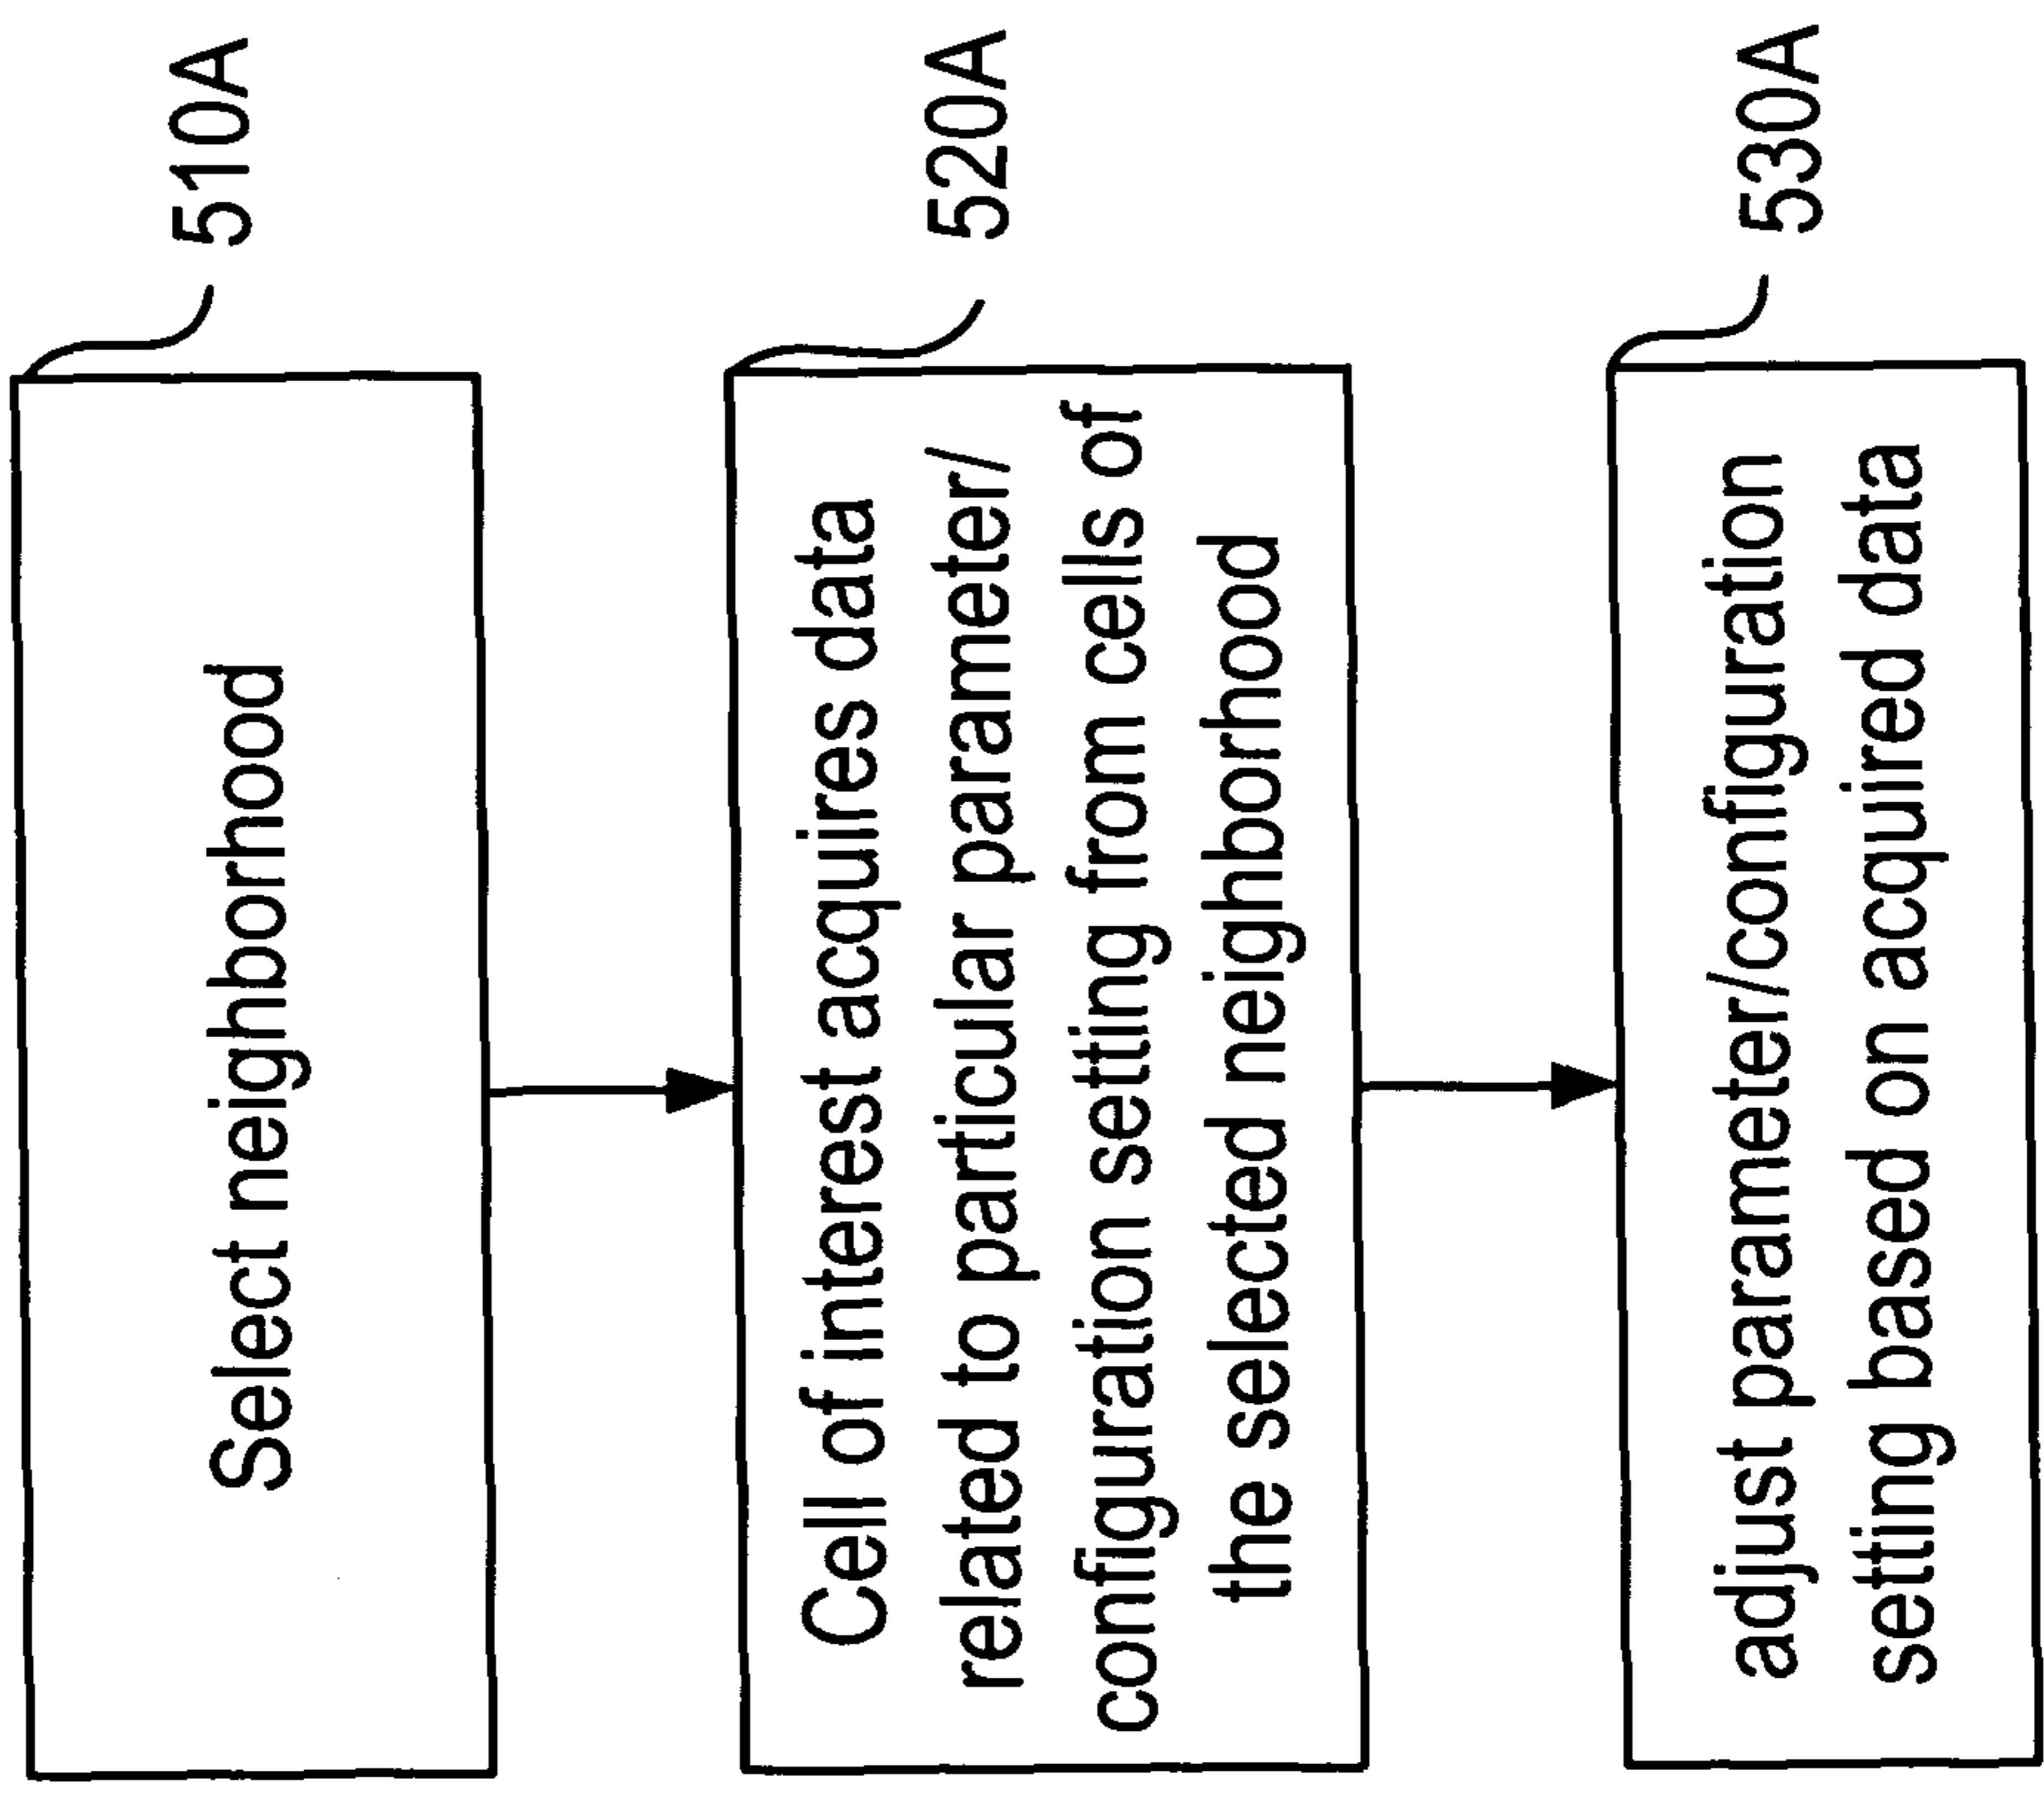 Select neighborhood
510A
Cell of interest acquires data
related to particular parameter/
configuration setting from cells of
the selected neighborhood
520A
adjust parameter/configuration
setting based on acquired data
530A